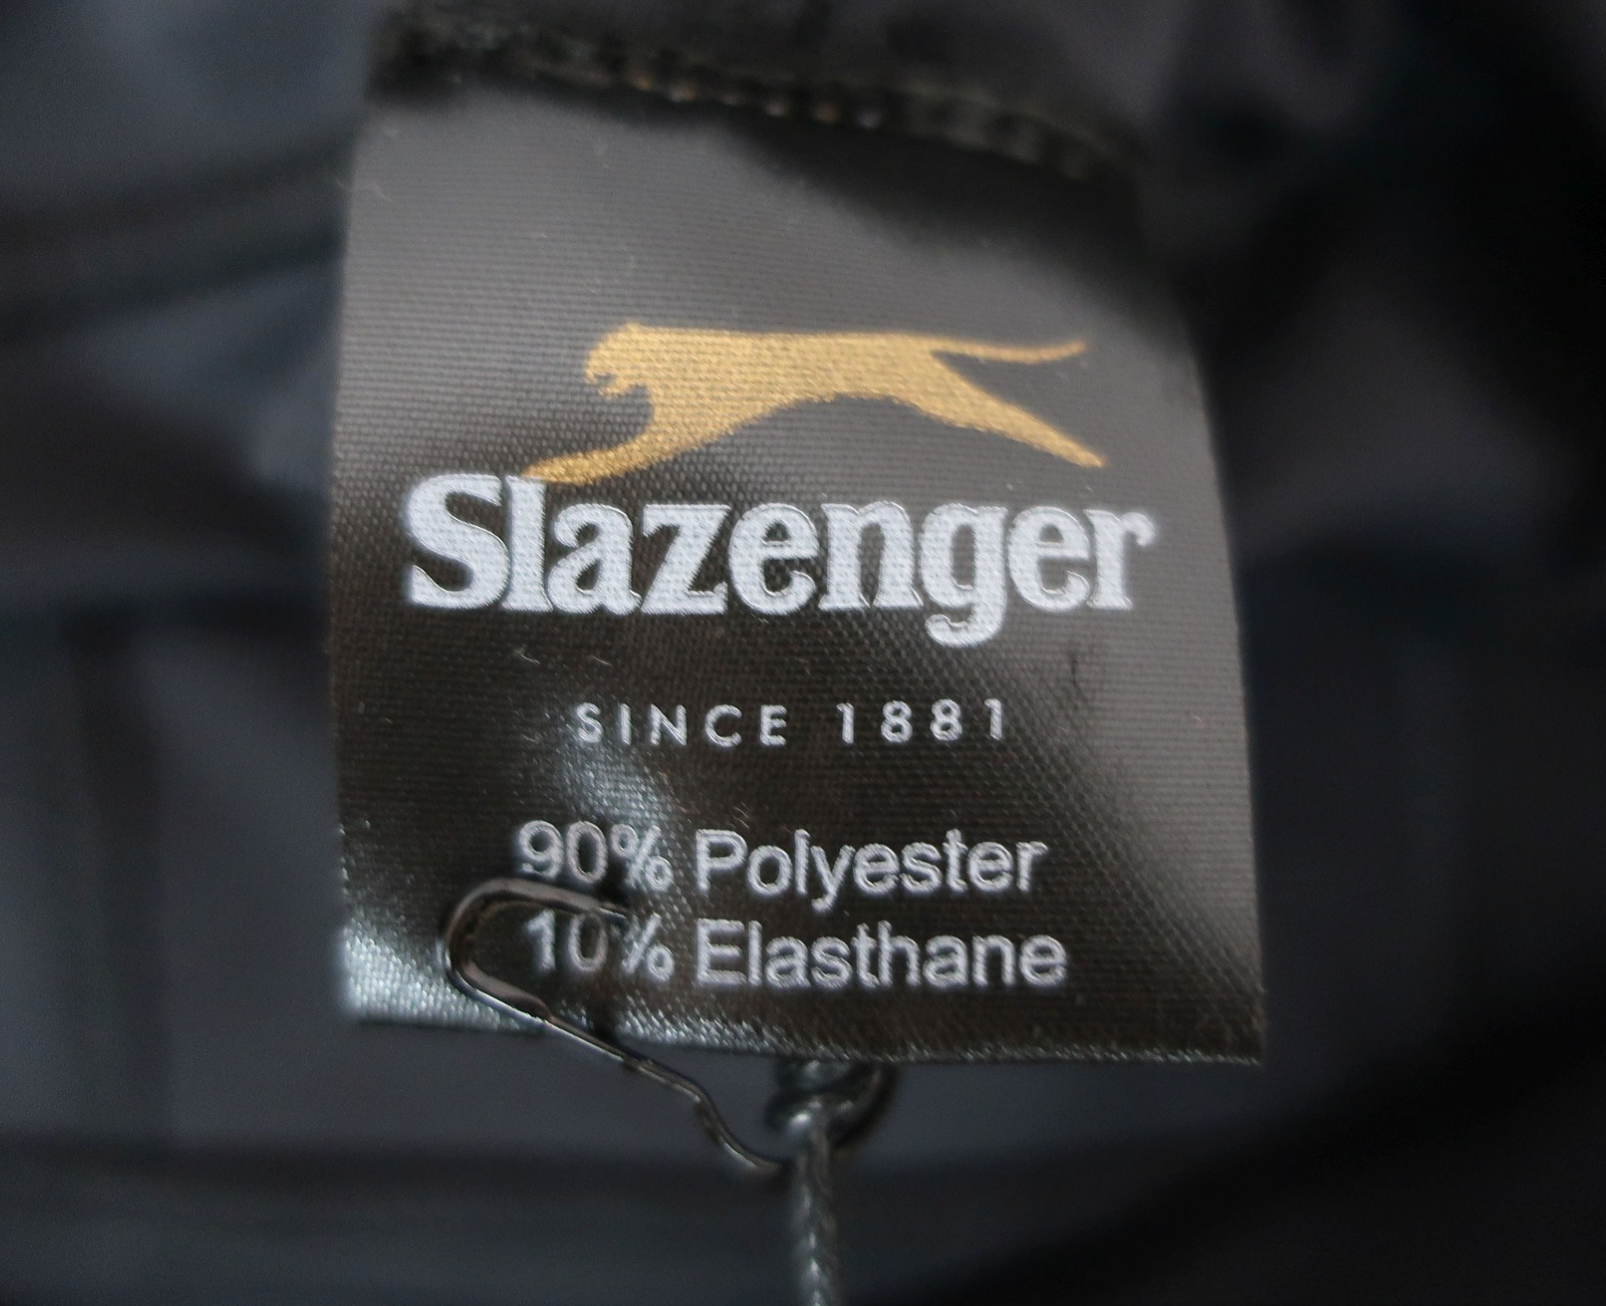 Slazenger
SINCE 1881
90% Polyester
10% Elasthane